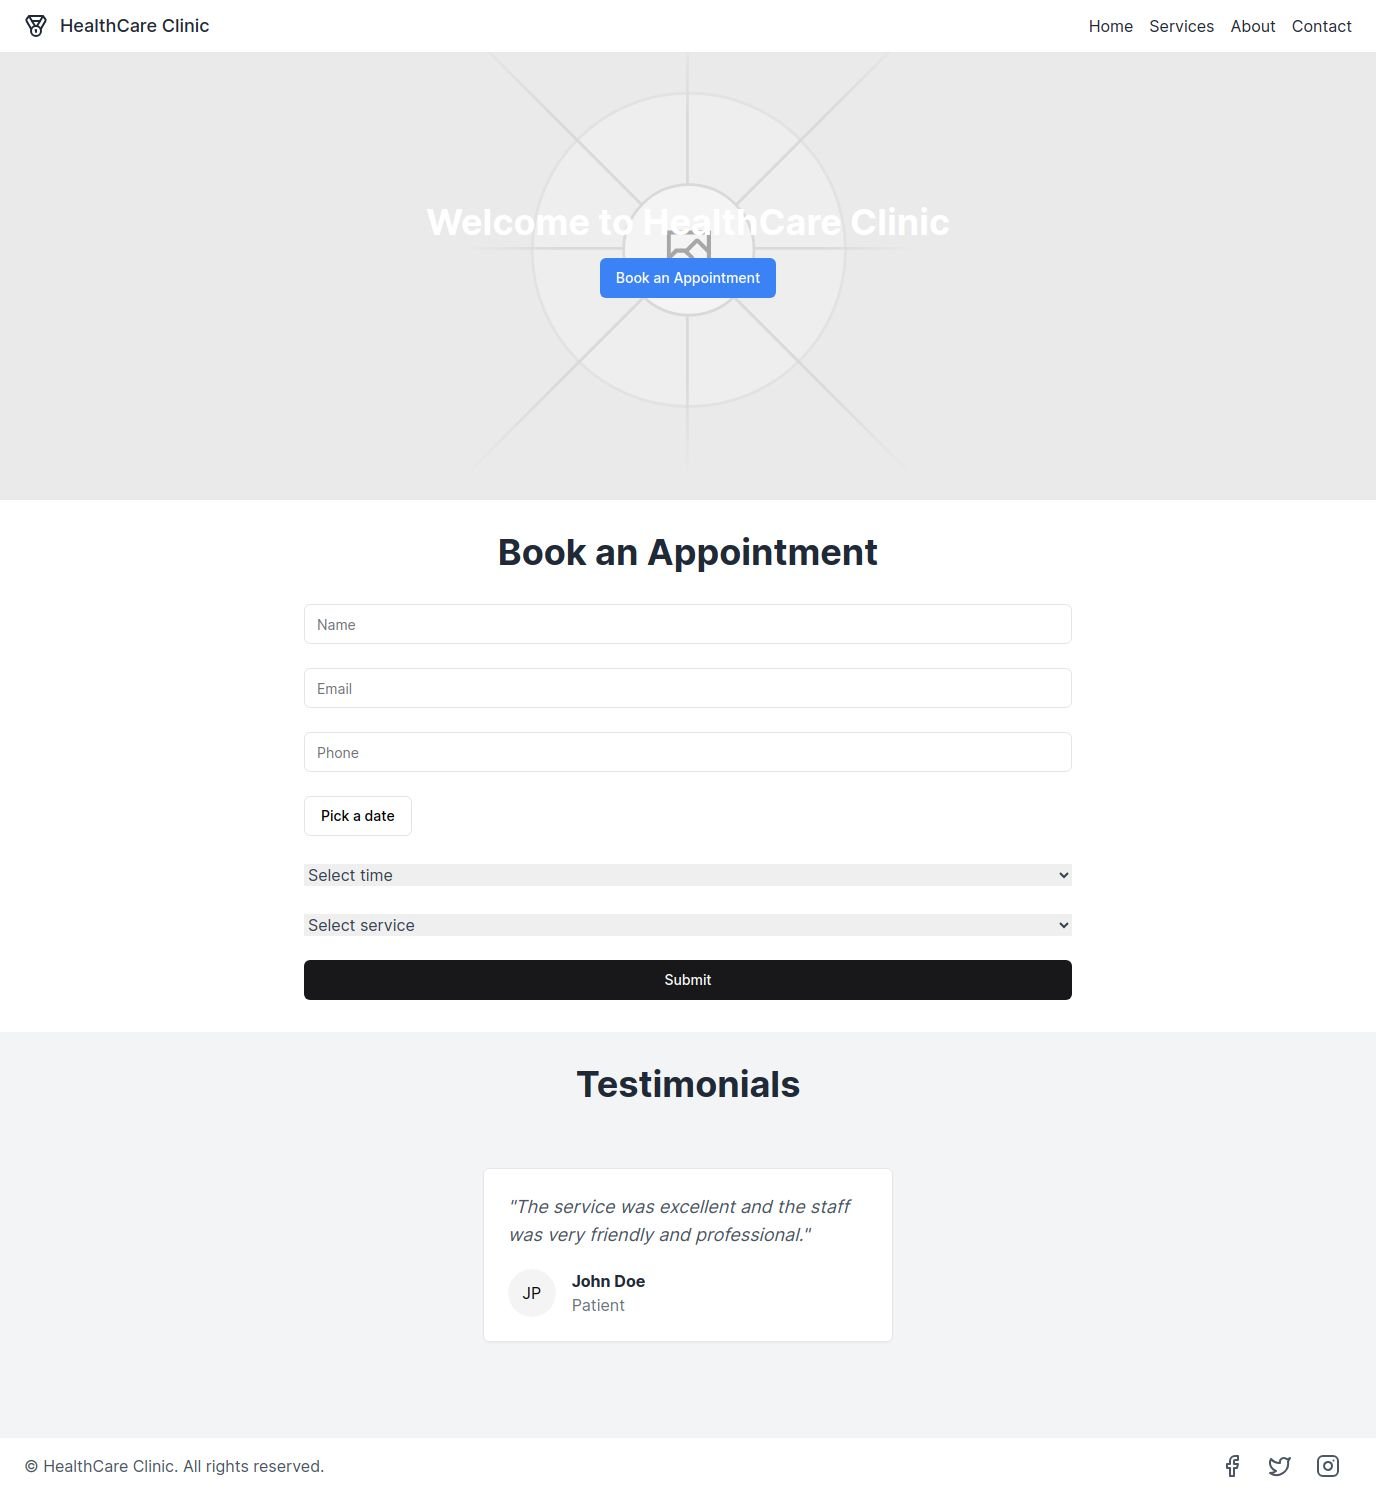 HealthCare Clinic
Home Services About Contact
Welcome to HealthCare Clinic
Book an Appointment
Book an Appointment
Name
Email
Phone
Pick a date
Select time
Select service
Submit
Testimonials
"The service was excellent and the staff
was very friendly and professional."
JP
John Doe
Patient
© HealthCare Clinic. All rights reserved.